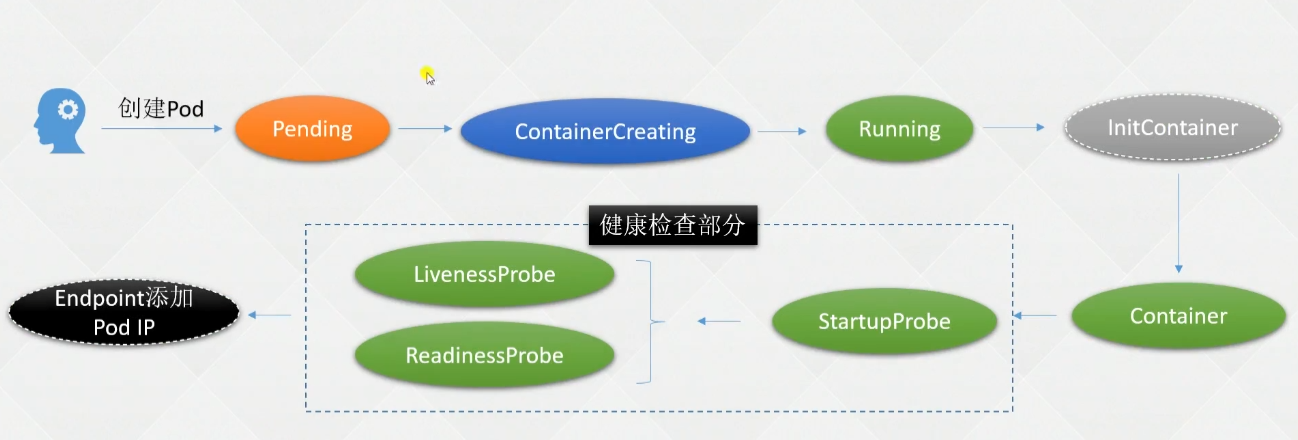 创建Pod
Pending
ContainerCreating
Running
InitContainer
健康检查部分
LivenessProbe
ReadinessProbe
StartupProbe
Container
Endpoint添加
Pod IP